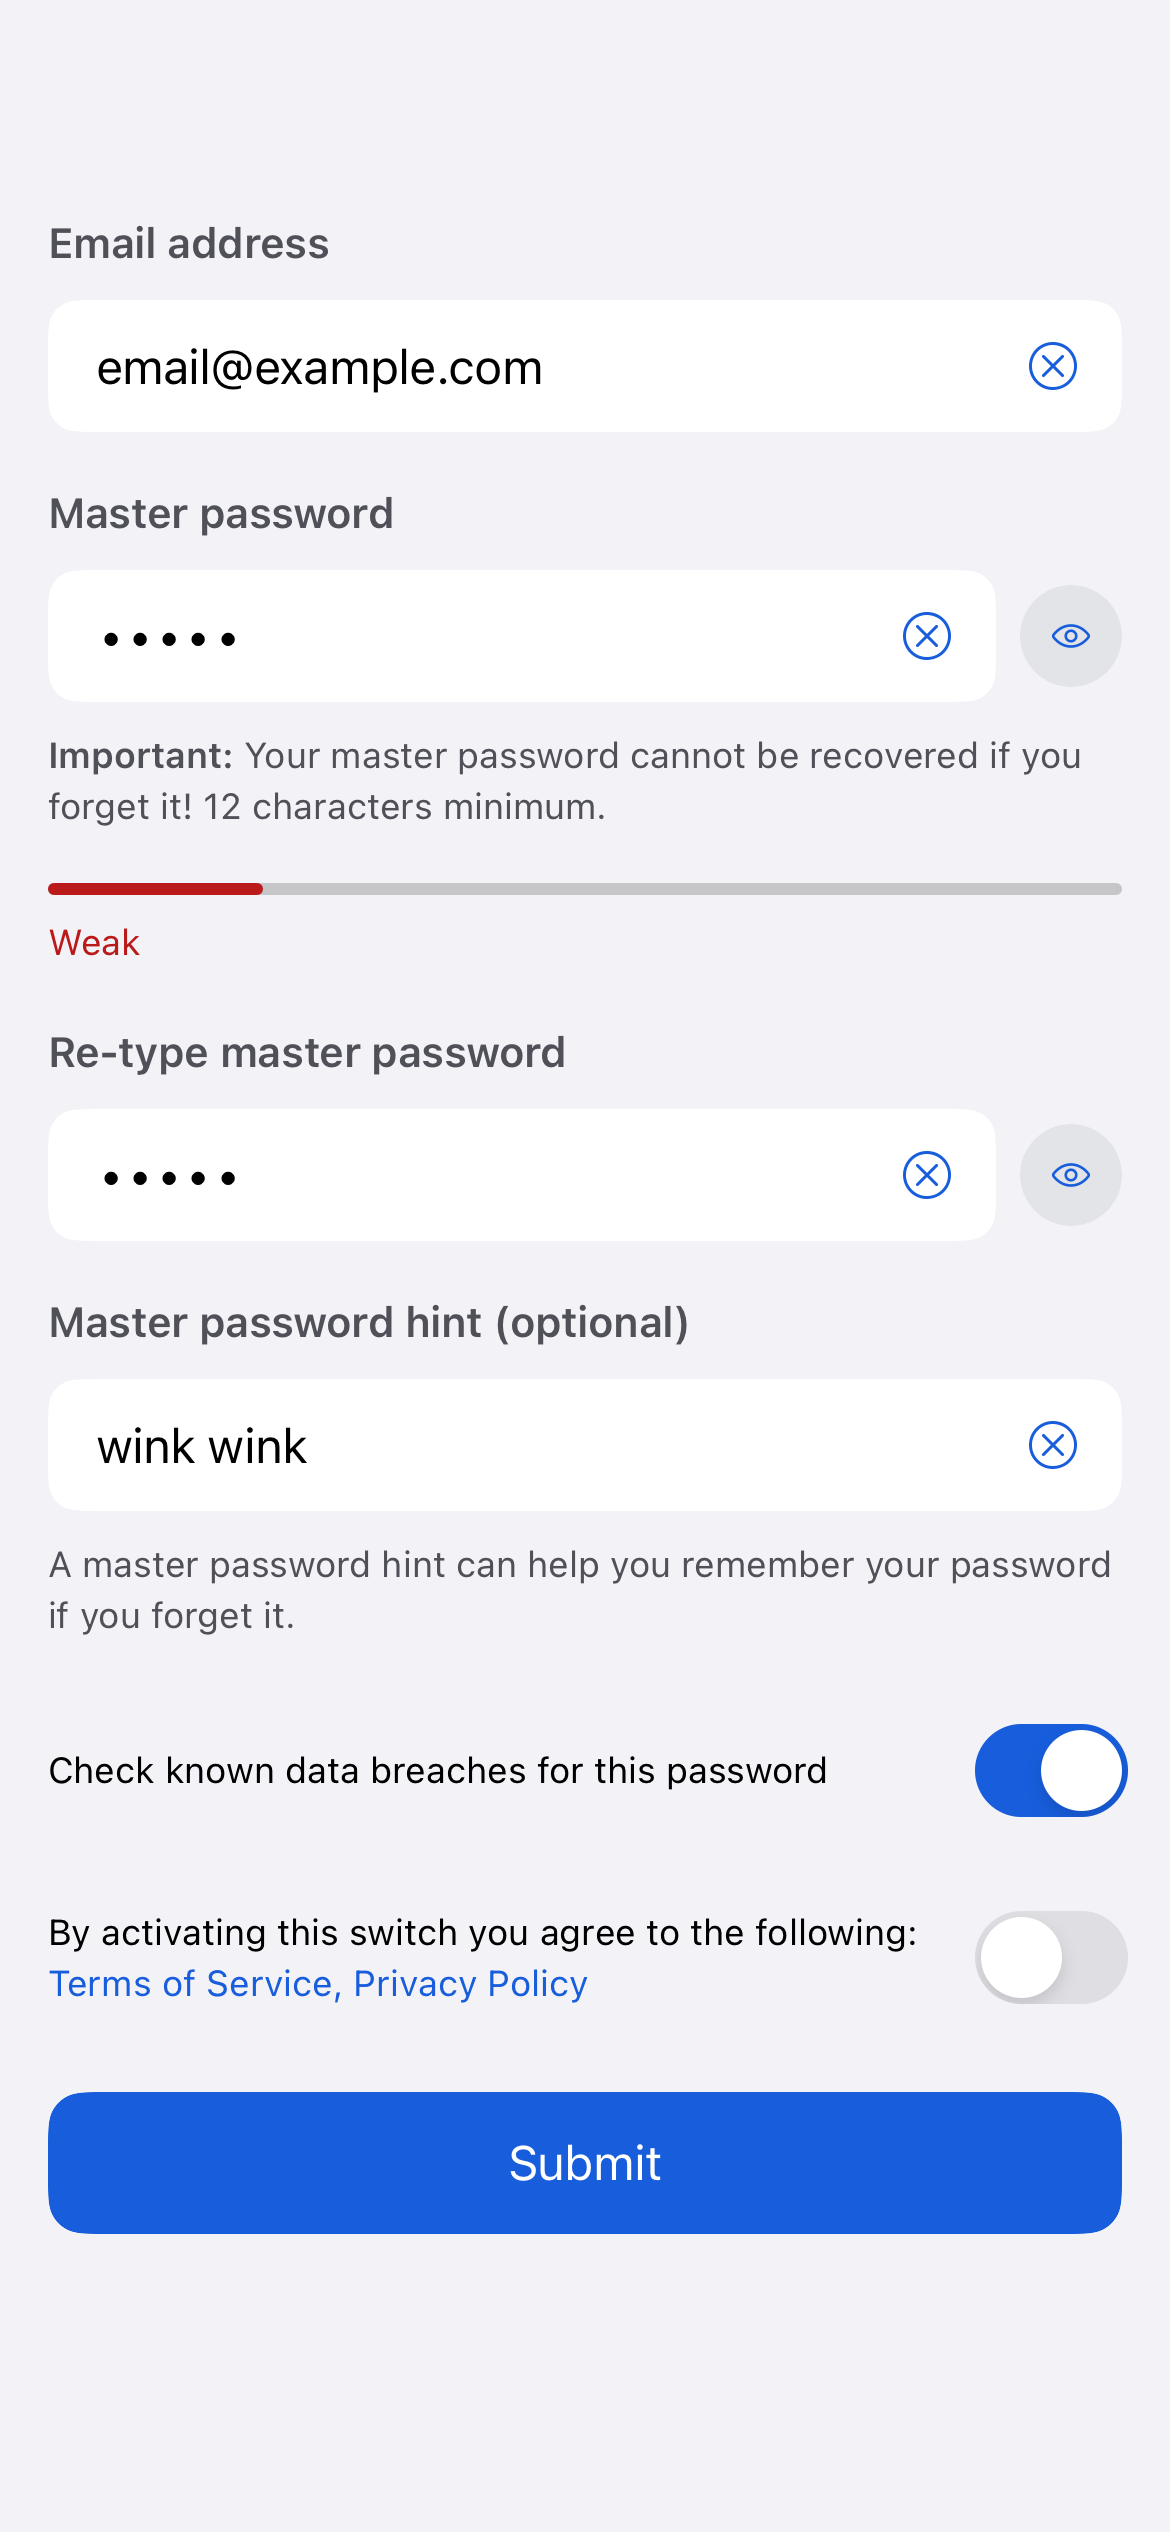 Email address
email@example.com
Master password
•••••
Important: Your master password cannot be recovered if you
forget it! 12 characters minimum.
Weak
Re-type master password
•••••
Master password hint (optional)
wink wink
A master password hint can help you remember your password
if you forget it.
Check known data breaches for this password
By activating this switch you agree to the following:
Terms of Service, Privacy Policy
Submit